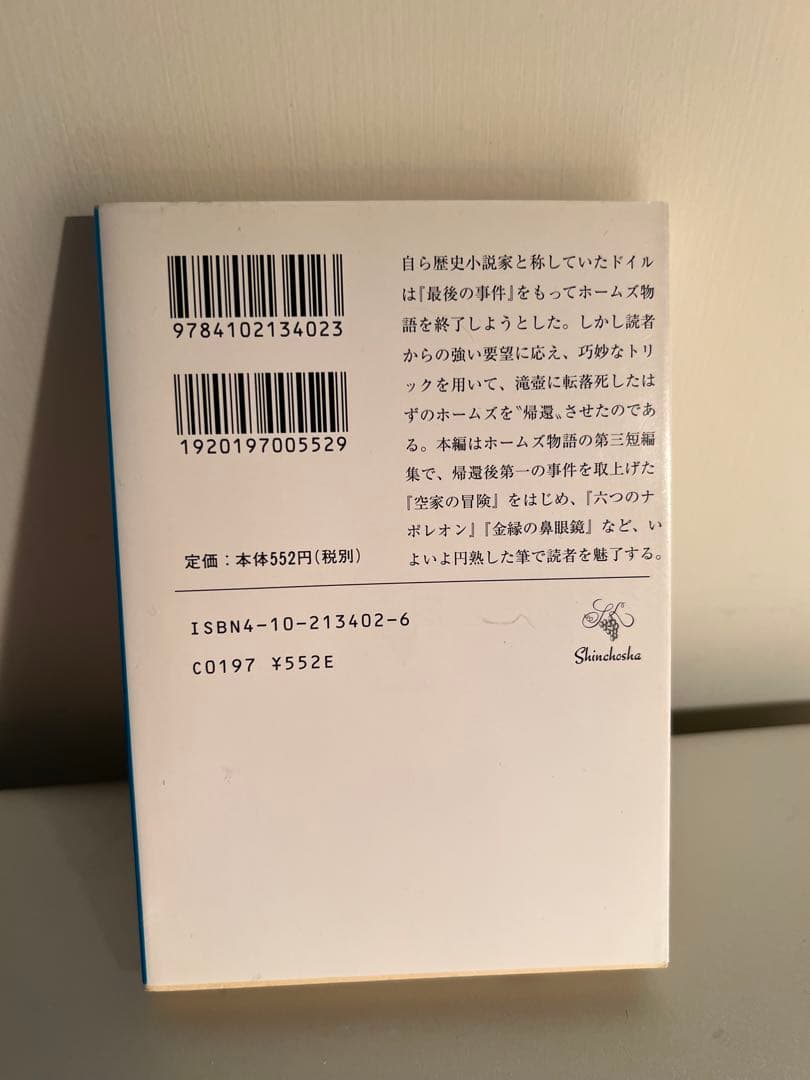 9784102134023
1920197005529
定価：本体552円（税別）
自ら歴史小説家と称していたドイル
は『最後の事件』をもってホームズ物
語を終了しようとした。しかし読者
からの強い要望に応え、巧妙なトリ
ックを用いて、滝壺に転落死したは
ずのホームズを〝帰還〟させたのであ
る。本編はホームズ物語の第三短編
集で、帰還後第一の事件を取上げた
『空家の冒険』をはじめ、『六つのナ
ポレオン』『金縁の鼻眼鏡』など、い
よいよ円熟した筆で読者を魅了する。
ISBN4-10-213402-6
C0197 ¥552E
Shinchosha